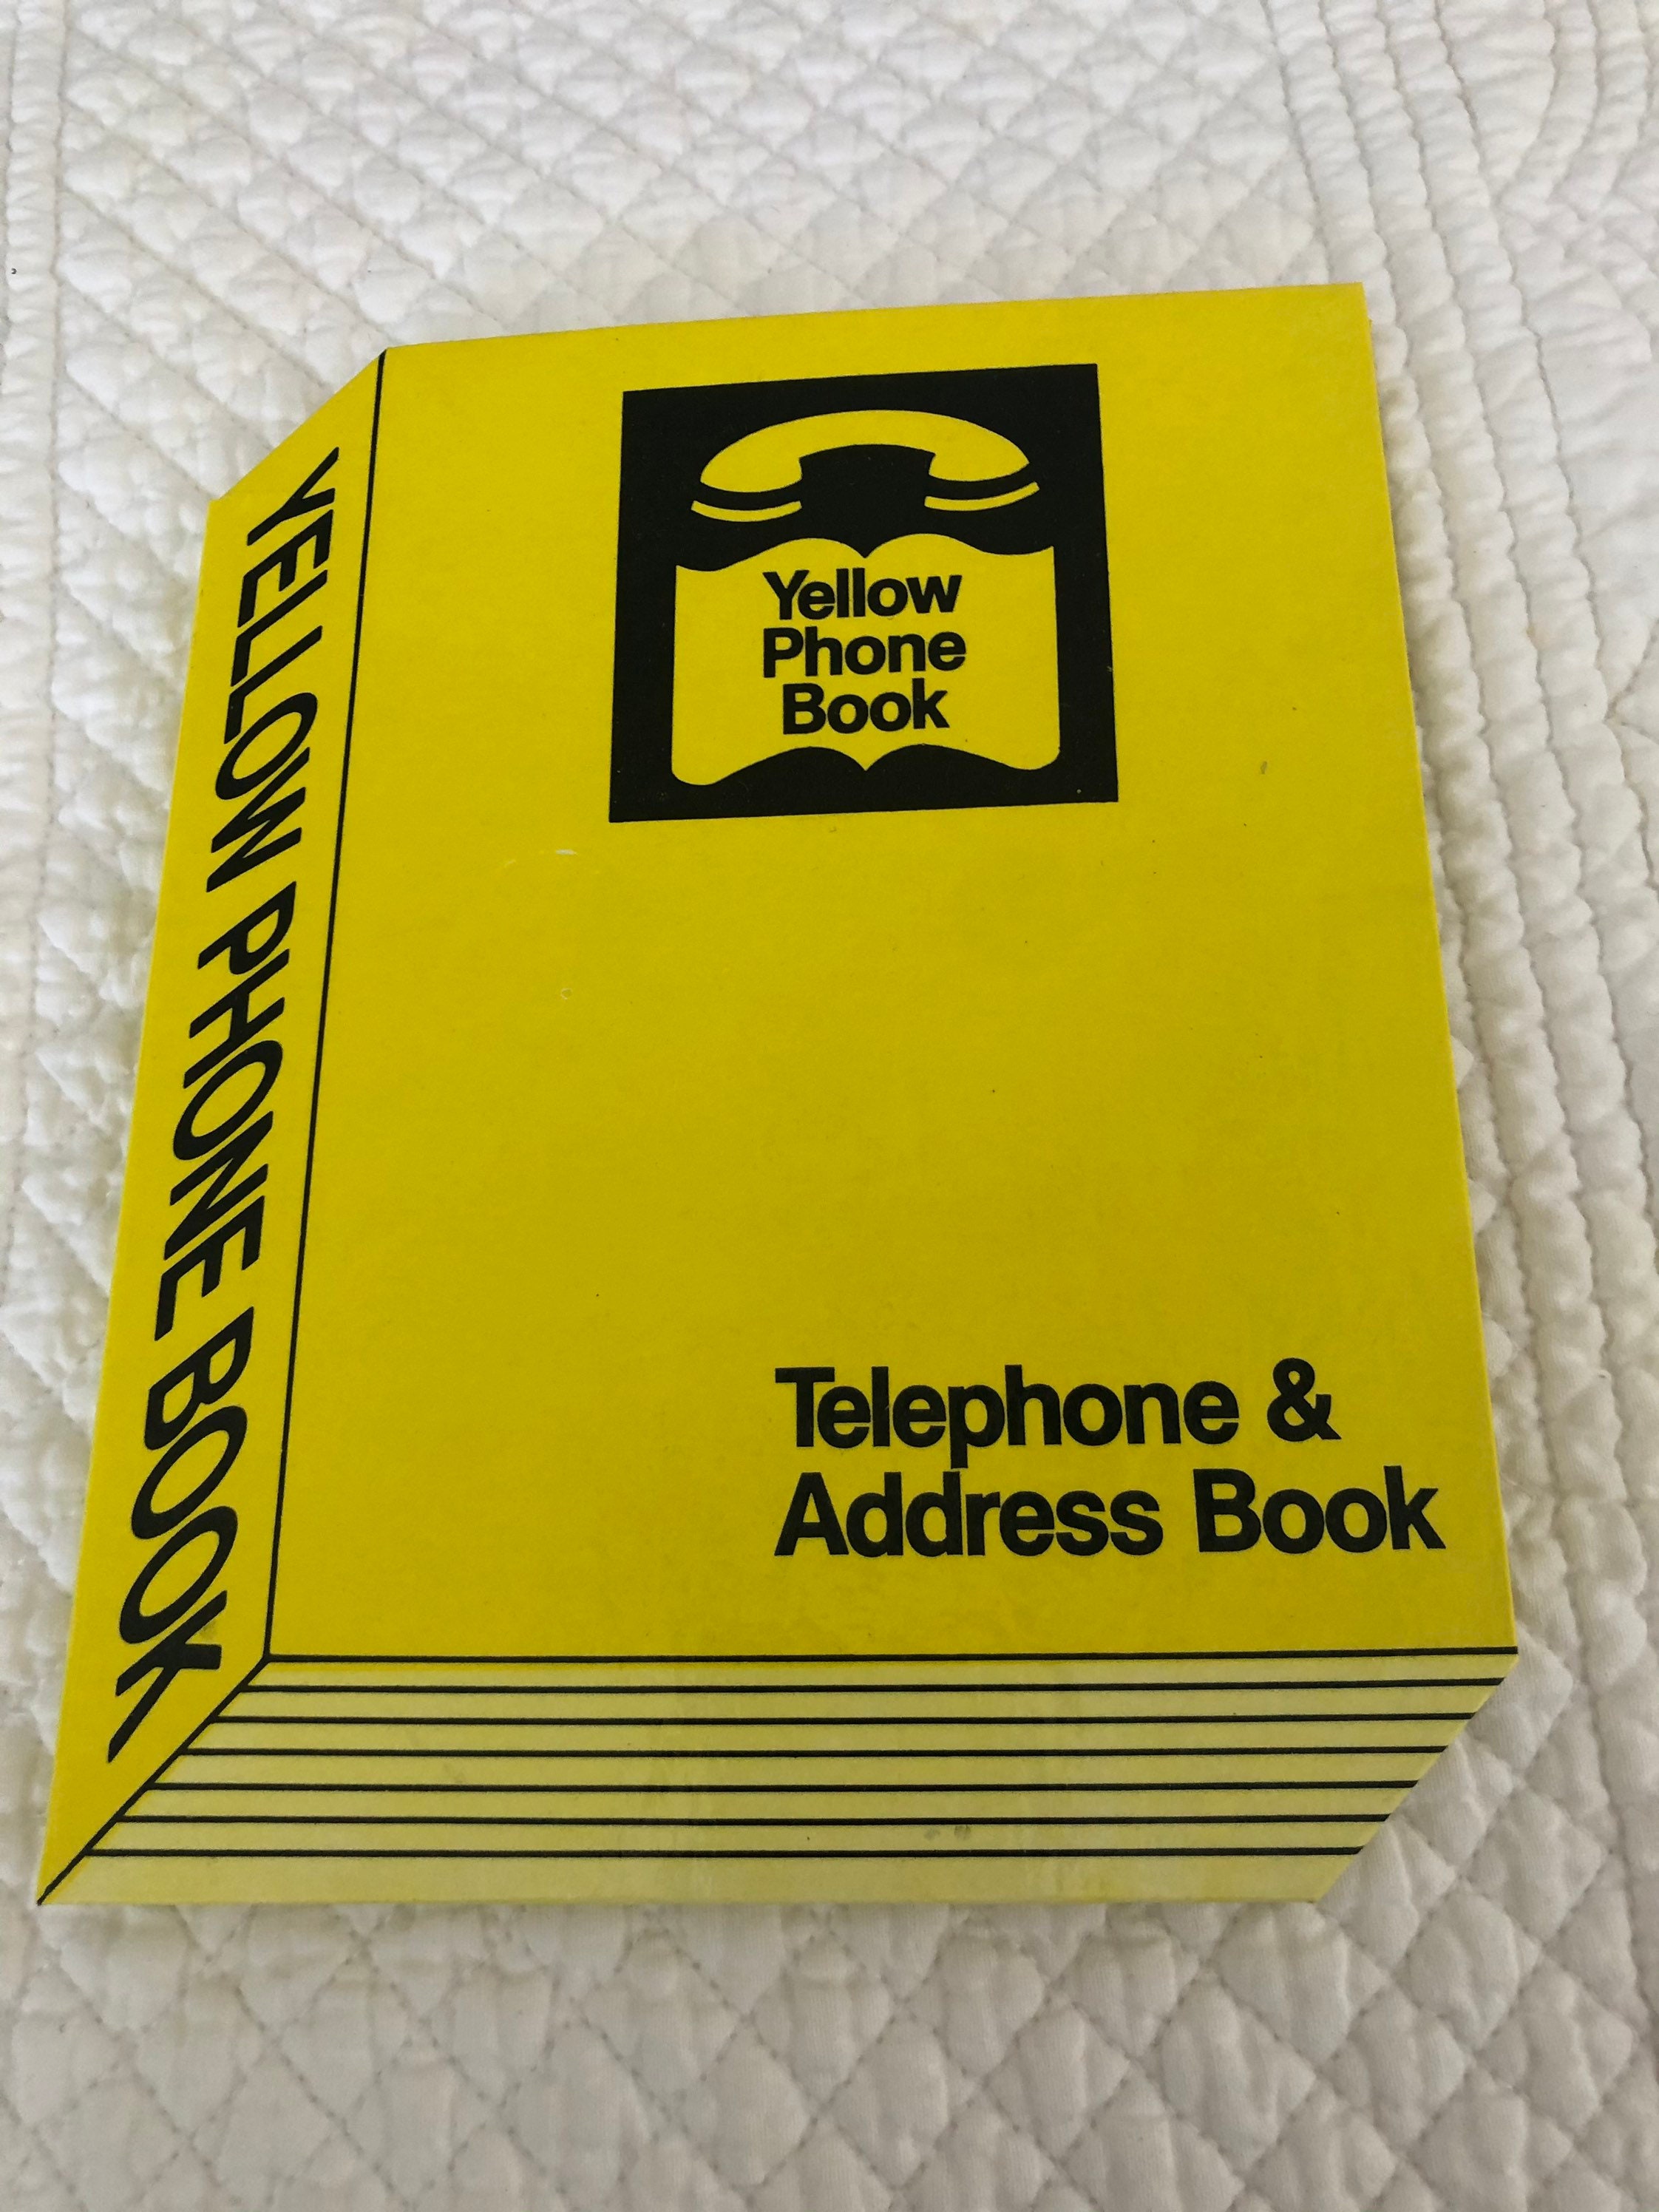 YELLOW PHONE BOOK
Yellow
Phone
Book
Telephone &
Address Book